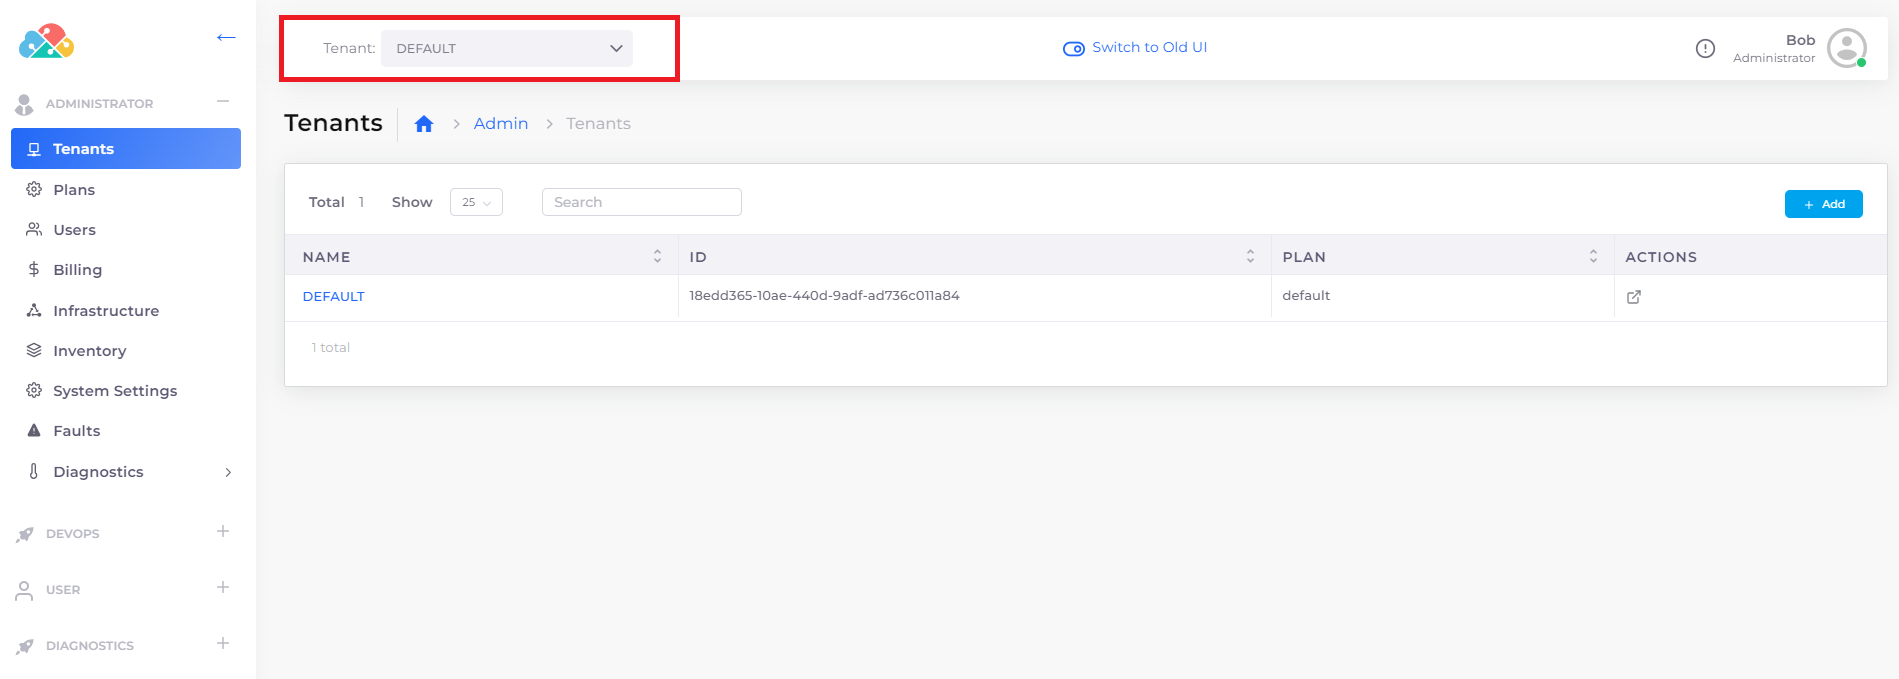 Tenant: DEFAULT
Switch to Old UI
Bob
Administrator
ADMINISTRATOR
Tenants
Plans
Users
Billing
Infrastructure
Inventory
System Settings
Faults
Diagnostics
DEVOPS
USER
DIAGNOSTICS
Tenants Admin Tenants
Total 1 Show 25 Search
+ Add
NAME ID PLAN ACTIONS
DEFAULT 18edd365-10ae-440d-9adf-ad736c011a84 default
1 total